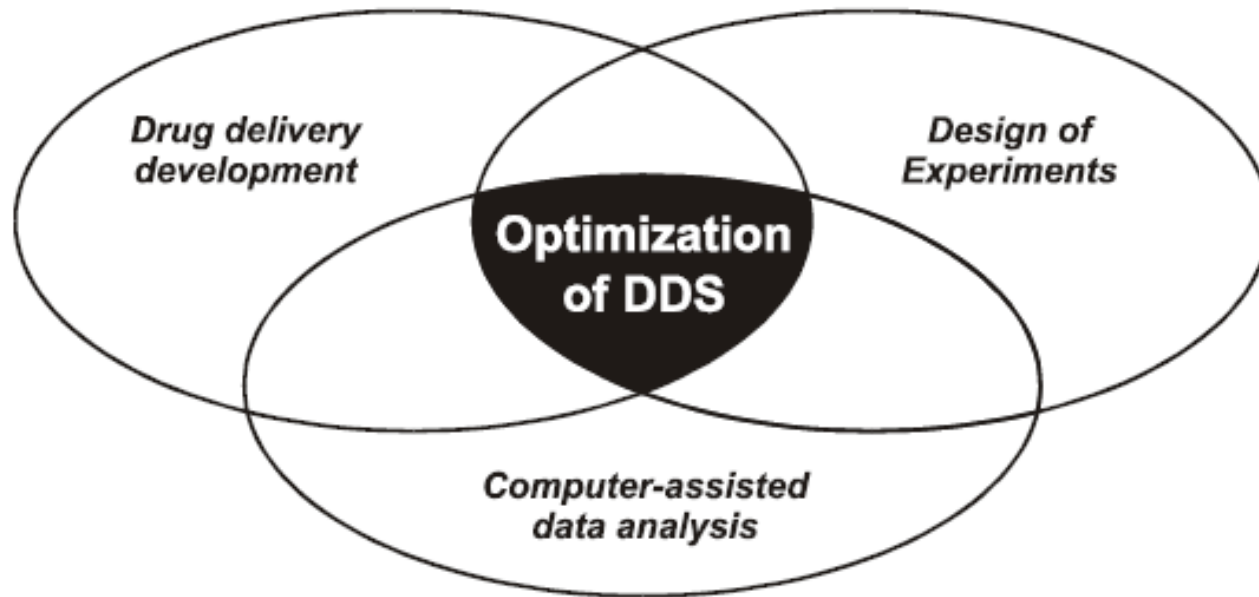 Drug delivery
development
Design of
Experiments
Optimization
of DDS
Computer-assisted
data analysis